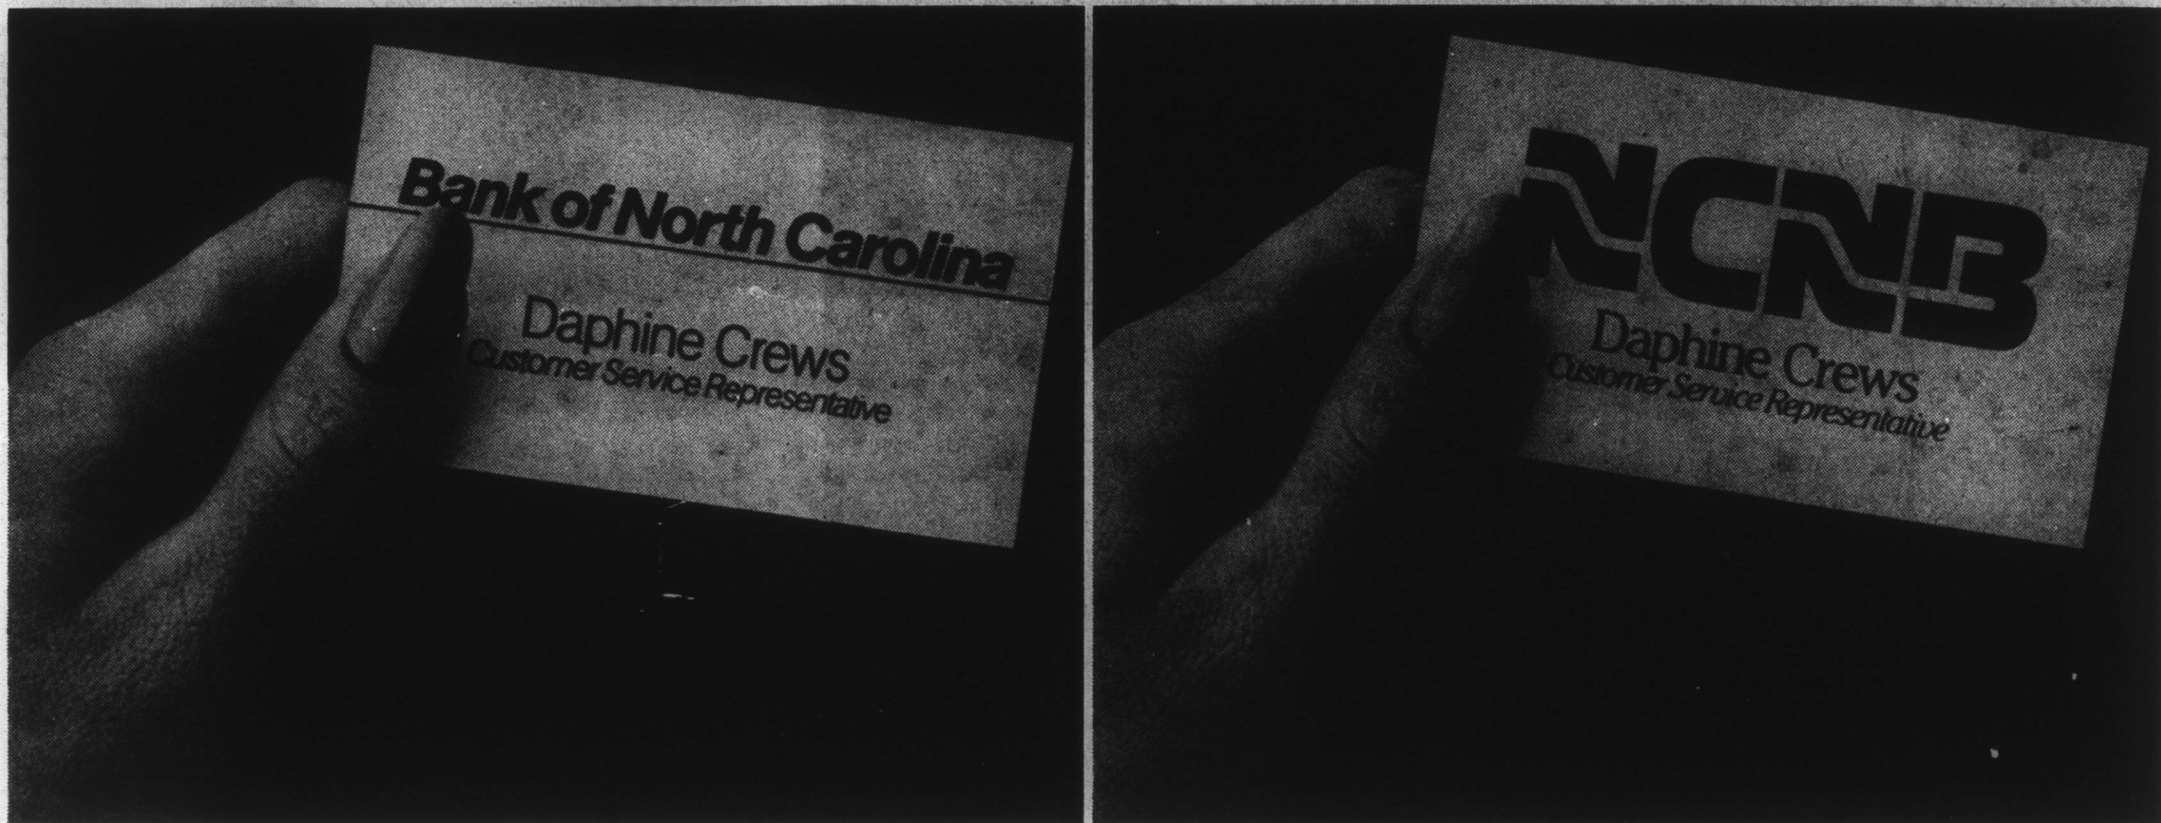 Bank of North Carolina
Daphine Crews
Customer Service Representative
NCNB
Daphine Crews
Customer Service Representative